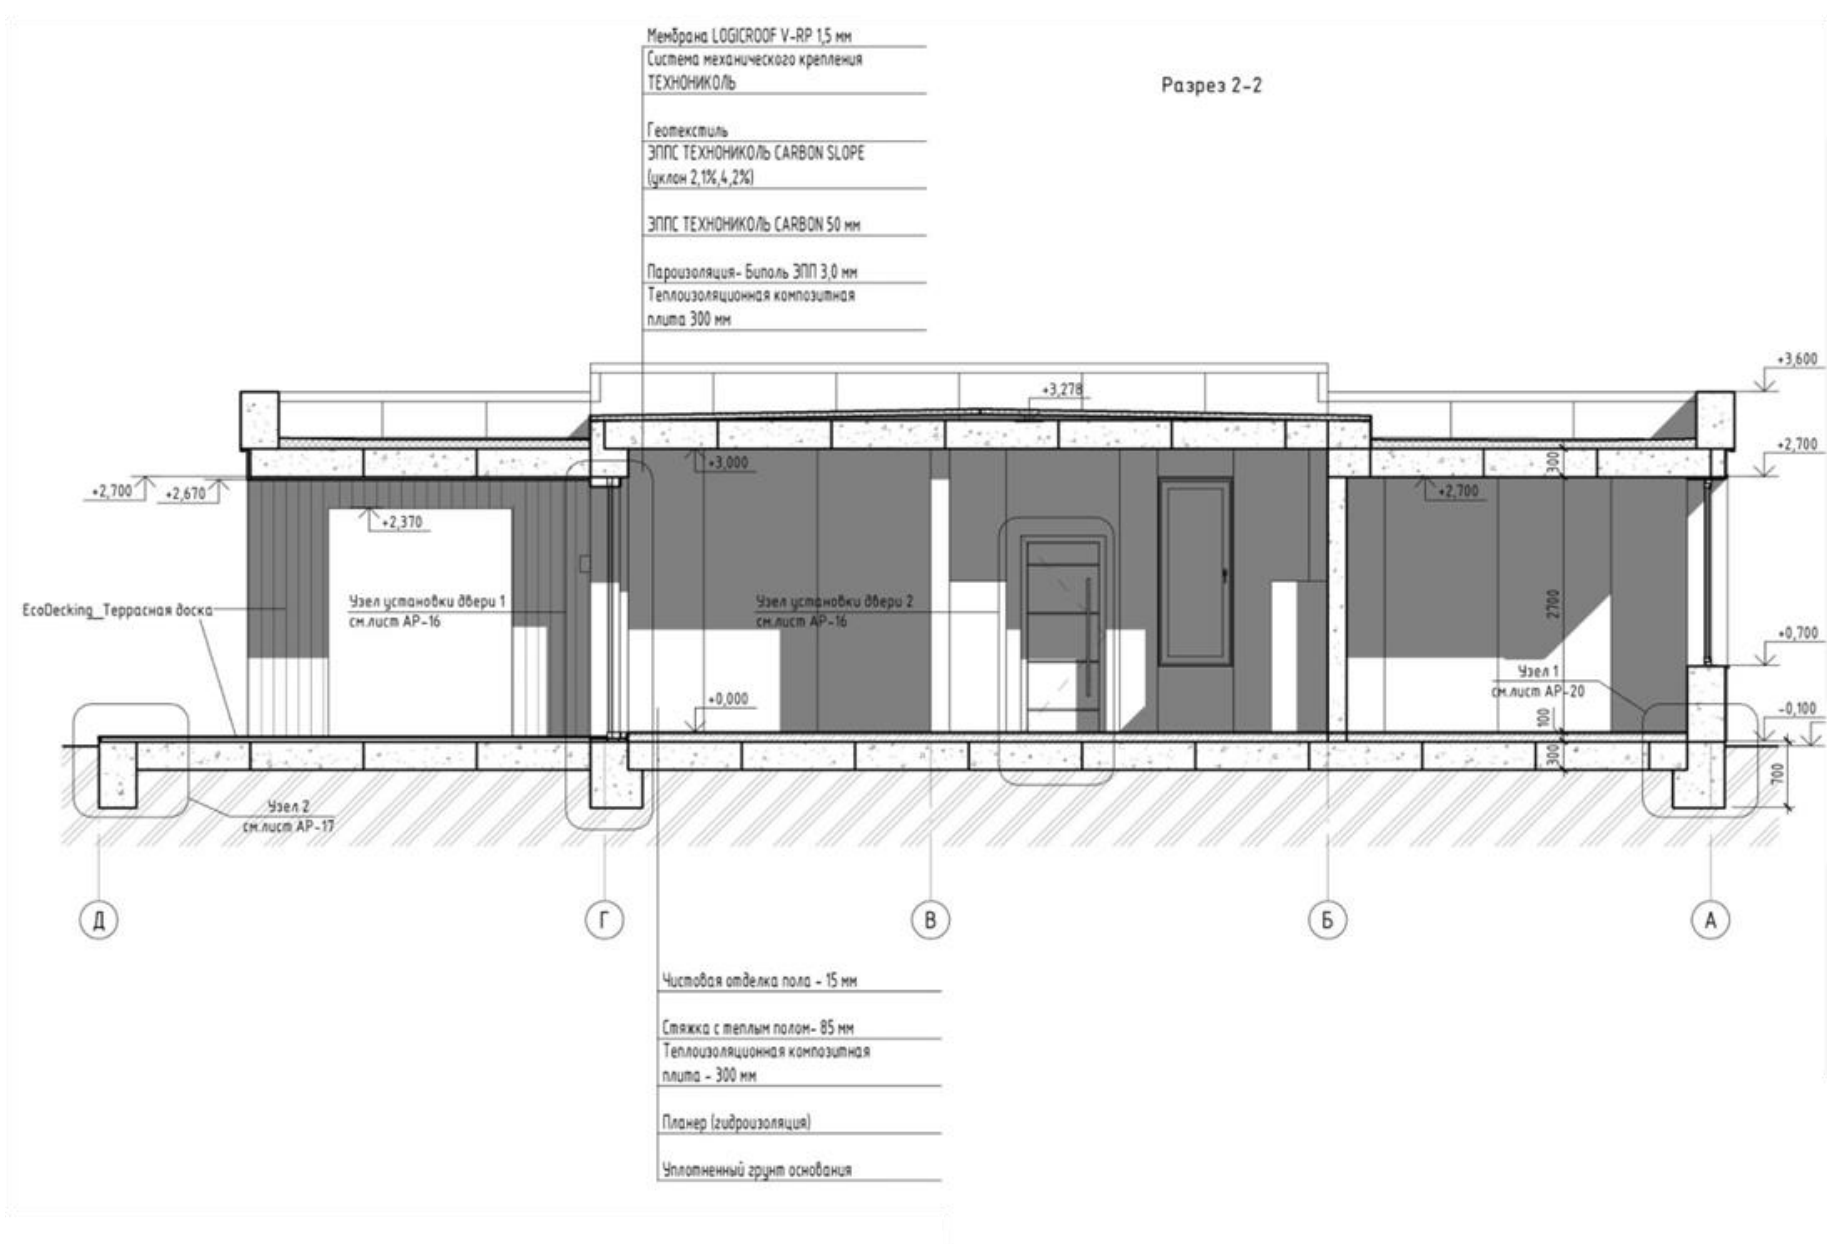 Мембрана LOGICROOF V-RP 1,5 мм
Система механического крепления
ТЕХНОНИКОЛЬ
Разрез 2-2
Геотекстиль
ЭППС ТЕХНОНИКОЛЬ CARBON SLOPE
(уклон 2,1%,4,2%)
ЭППС ТЕХНОНИКОЛЬ CARBON 50 мм
Пароизоляция- Биполь ЭПП 3,0 мм
Теплоизоляционная композитная
плита 300 мм
+3,600
+3,278
+2,700
+3,000
300
+2,700
+2,670
+2,700
+2,370
EcoDecking_Террасная доска
Узел установки двери 1
см.лист АР-16
Узел установки двери 2
см.лист АР-16
2700
+0,700
Узел 1
см.лист АР-20
+0,000
100
-0,100
300
700
Узел 2
см.лист АР-17
Д
Г
В
Б
А
Чистовая отделка пола - 15 мм
Стяжка с теплым полом- 85 мм
Теплоизоляционная композитная
плита - 300 мм
Планер (гидроизоляция)
Уплотненный грунт основания